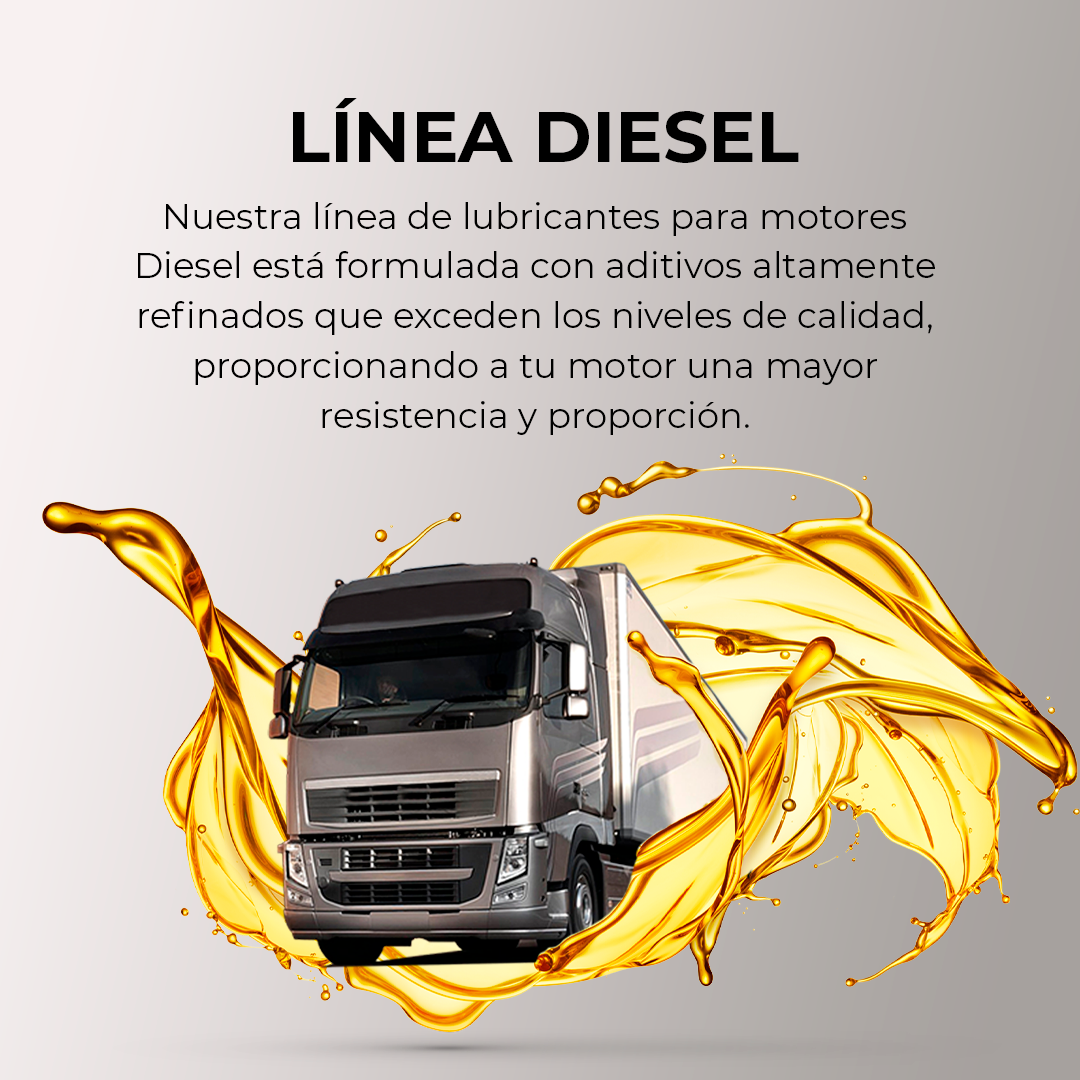 LÍNEA DIESEL
Nuestra línea de lubricantes para motores
Diesel está formulada con aditivos altamente
refinados que exceden los niveles de calidad,
proporcionando a tu motor una mayor
resistencia y proporción.